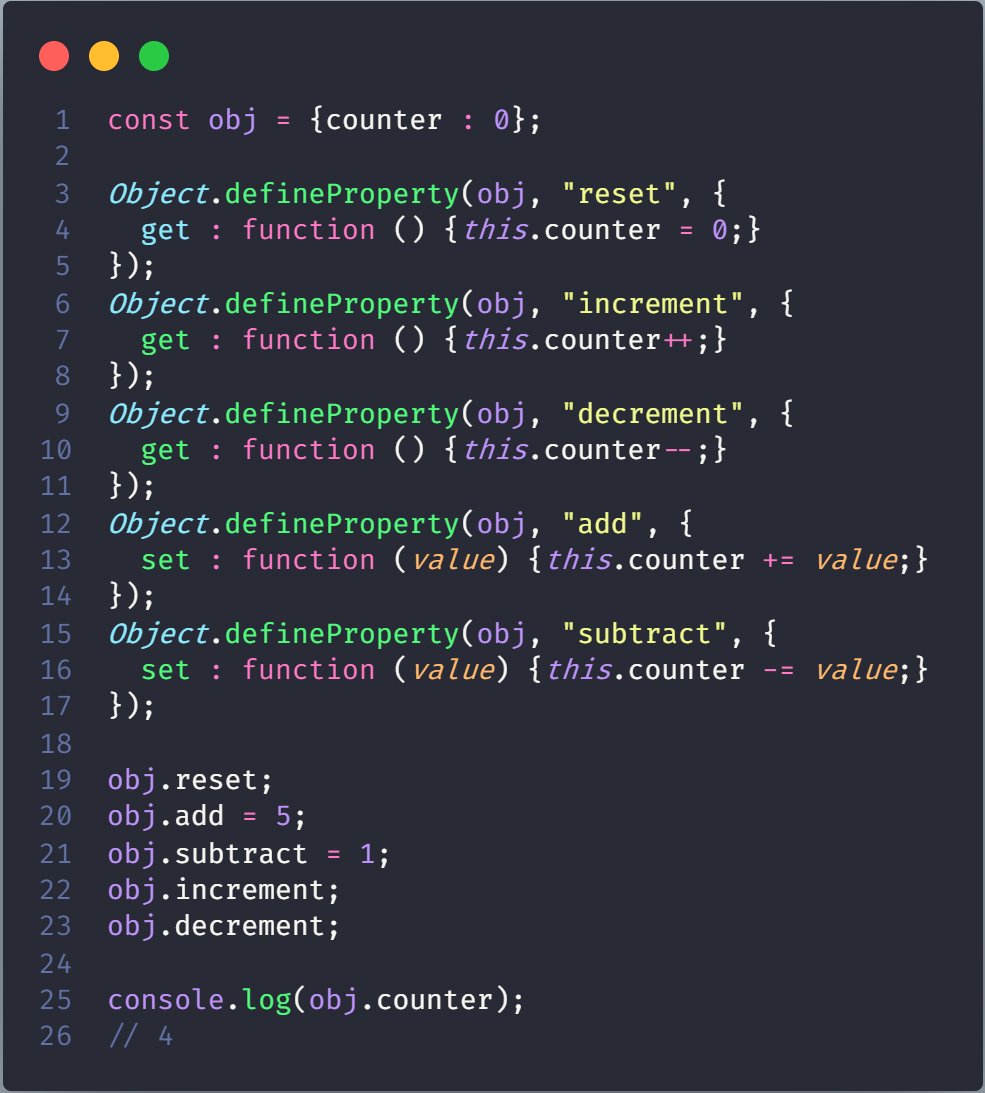 1 const obj = {counter : 0};
2
3 Object.defineProperty(obj, "reset", {
4   get : function () {this.counter = 0;}
5 });
6 Object.defineProperty(obj, "increment", {
7   get : function () {this.counter++;}
8 });
9 Object.defineProperty(obj, "decrement", {
10   get : function () {this.counter--;}
11 });
12 Object.defineProperty(obj, "add", {
13   set : function (value) {this.counter += value;}
14 });
15 Object.defineProperty(obj, "subtract", {
16   set : function (value) {this.counter -= value;}
17 });
18
19 obj.reset;
20 obj.add = 5;
21 obj.subtract = 1;
22 obj.increment;
23 obj.decrement;
24
25 console.log(obj.counter);
26 // 4